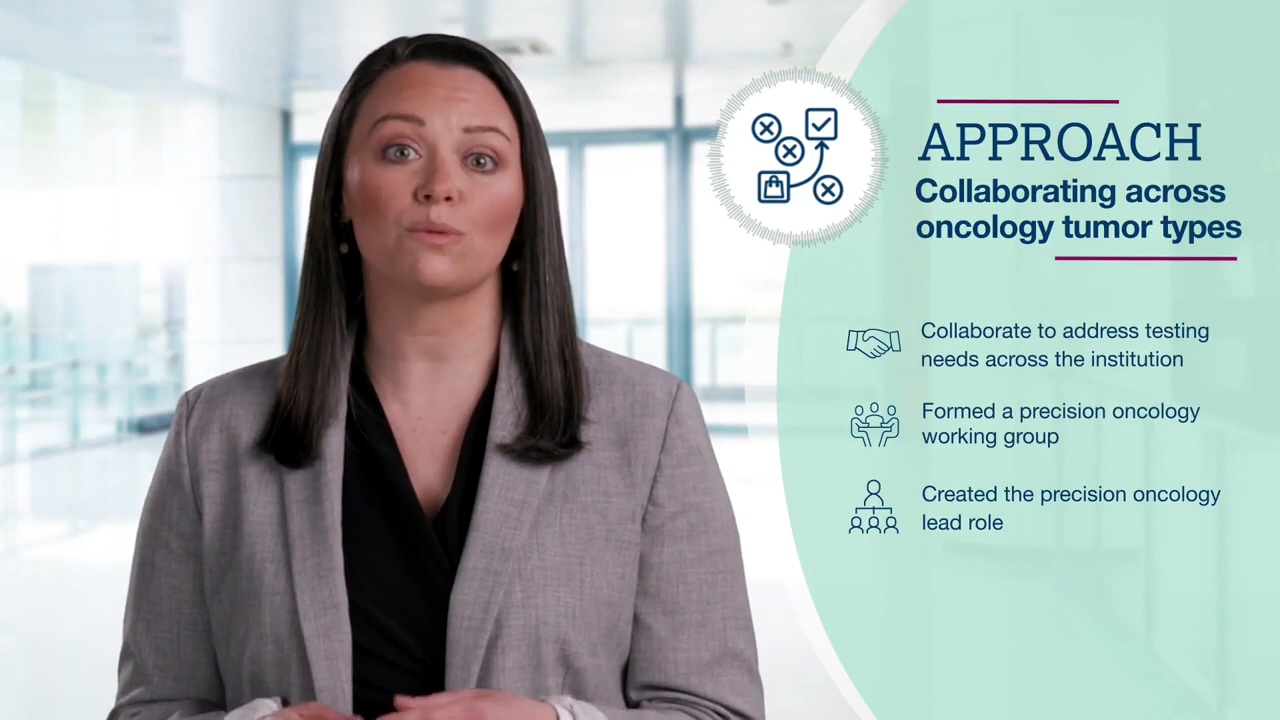 APPROACH
Collaborating across
oncology tumor types
Collaborate to address testing
needs across the institution
Formed a precision oncology
working group
Created the precision oncology
lead role